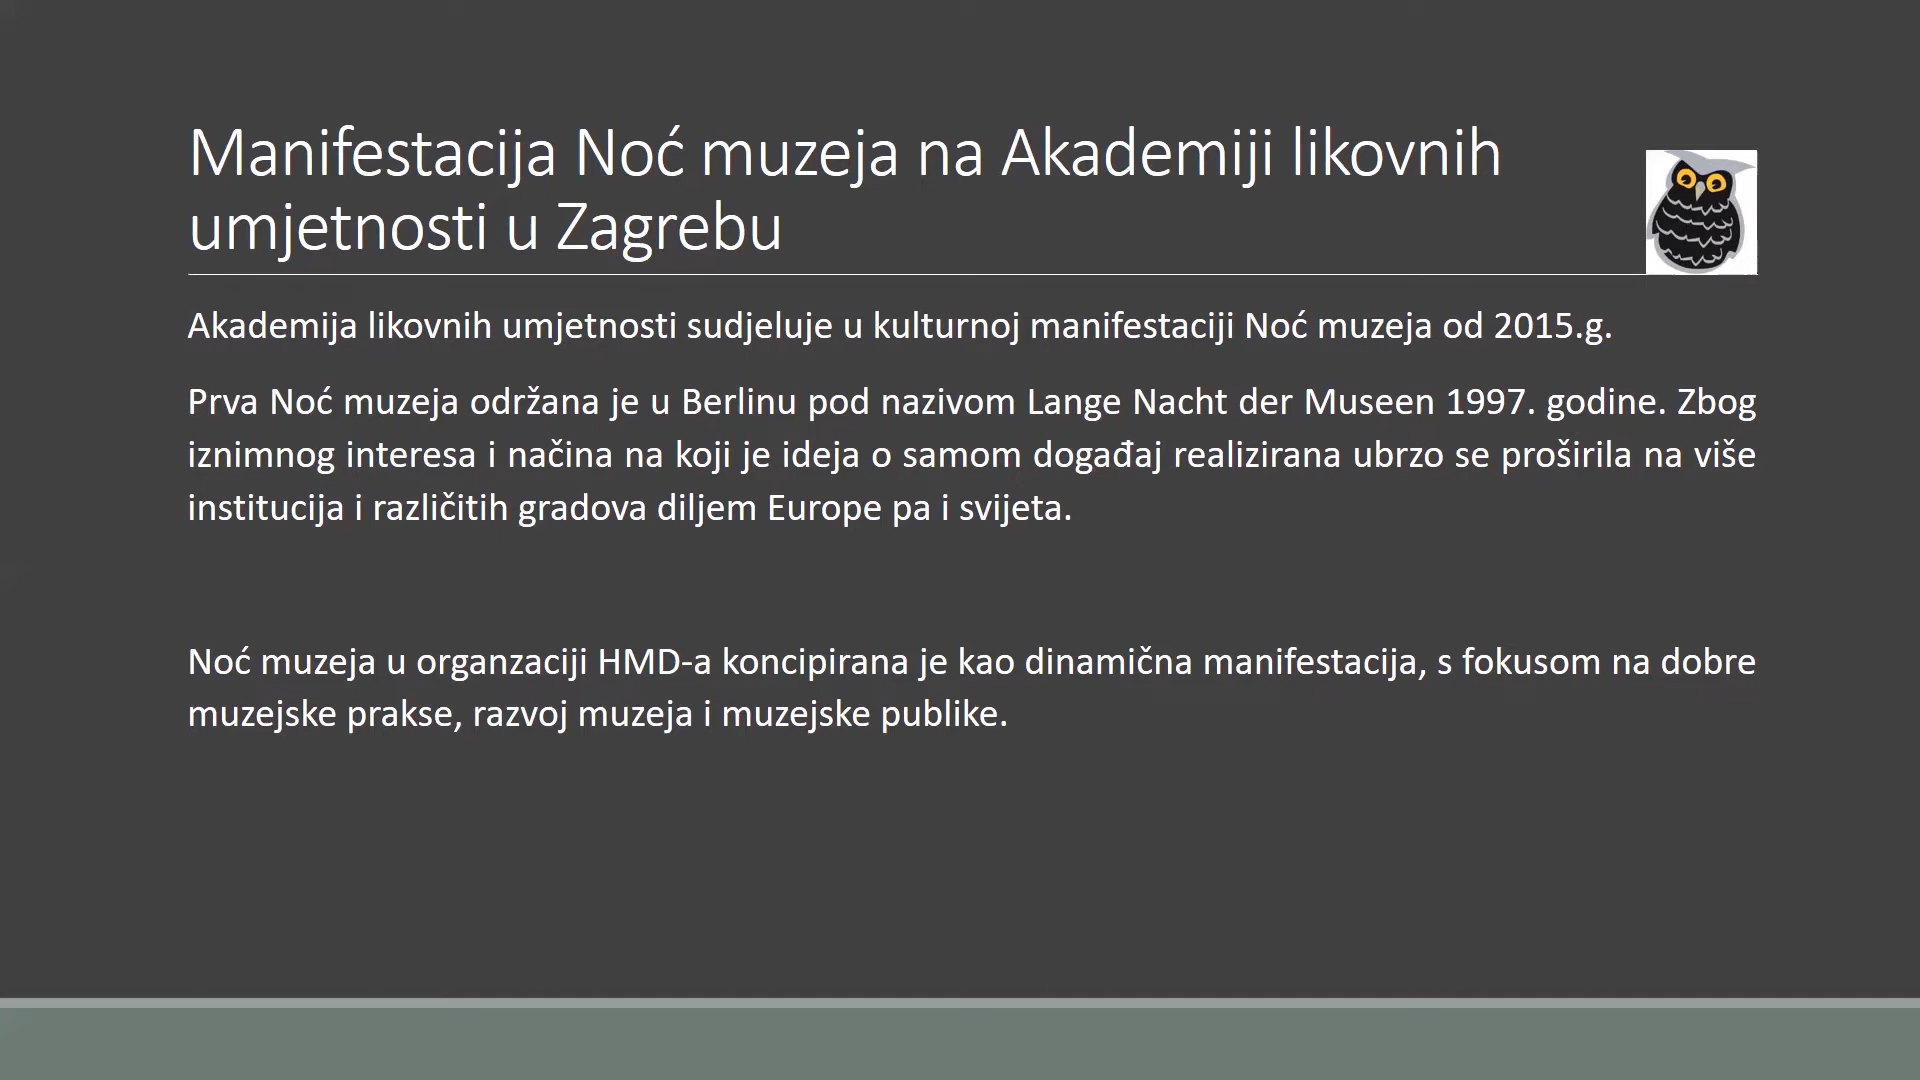 Manifestacija Noć muzeja na Akademiji likovnih
umjetnosti u Zagrebu
Akademija likovnih umjetnosti sudjeluje u kulturnoj manifestaciji Noć muzeja od 2015.g.
Prva Noć muzeja održana je u Berlinu pod nazivom Lange Nacht der Museen 1997. godine. Zbog
iznimnog interesa i načina na koji je ideja o samom događaj realizirana ubrzo se proširila na više
institucija i različitih gradova diljem Europe pa i svijeta.
Noć muzeja u organzaciji HMD-a koncipirana je kao dinamična manifestacija, s fokusom na dobre
muzejske prakse, razvoj muzeja i muzejske publike.